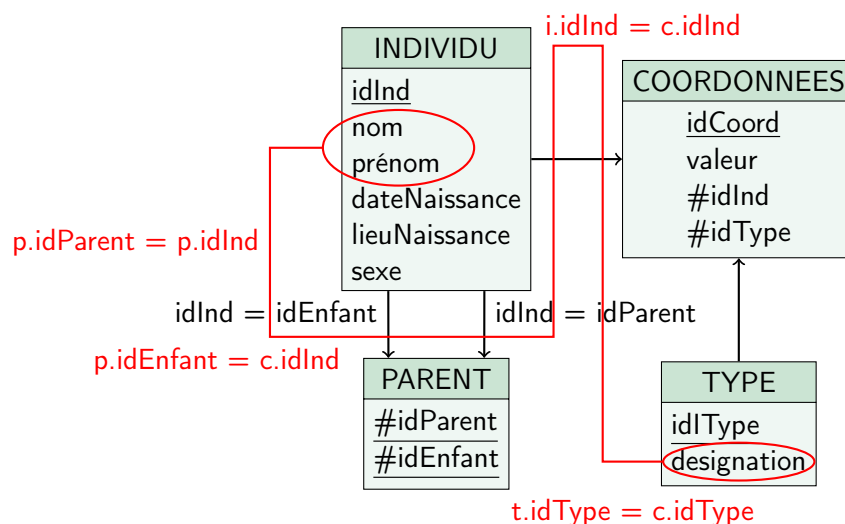 i.idInd = c.idInd
INDIVIDU
idInd
nom
prénom
dateNaissance
lieuNaissance
sexe
COORDONNEES
idCoord
valeur
#idInd
#idType
p.idParent = p.idInd
idInd = idEnfant
idInd = idParent
p.idEnfant = c.idInd
PARENT
#idParent
#idEnfant
TYPE
idIType
designation
t.idType = c.idType